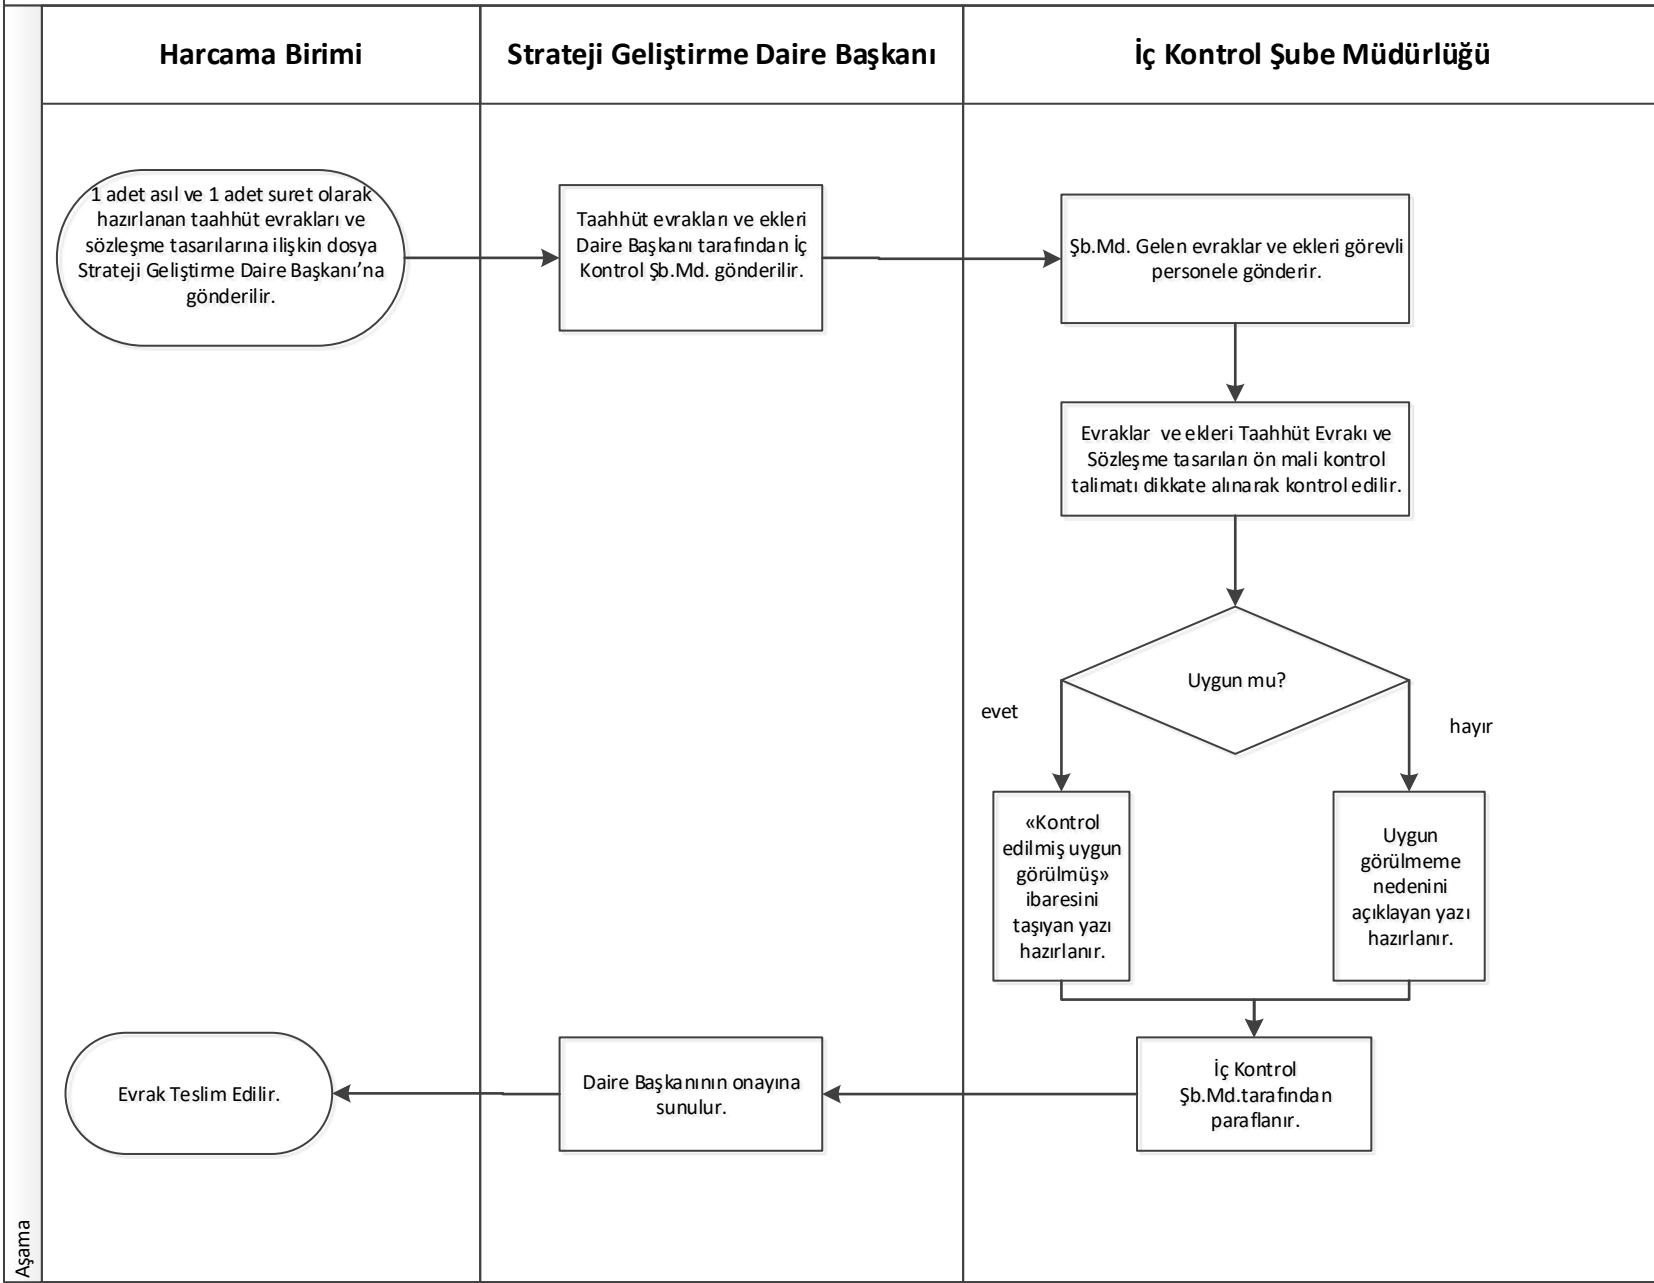 Harcama Birimi
Strateji Geliştirme Daire Başkanı
İç Kontrol Şube Müdürlüğü
1 adet asıl ve 1 adet suret olarak
hazırlanan taahhüt evrakları ve
sözleşme tasarılarına ilişkin dosya
Strateji Geliştirme Daire Başkanı’na
gönderilir.
Taahhüt evrakları ve ekleri
Daire Başkanı tarafından İç
Kontrol Şb.Md. gönderilir.
Şb.Md. Gelen evraklar ve ekleri görevli
personele gönderir.
Evraklar ve ekleri Taahhüt Evrakı ve
Sözleşme tasarıları ön mali kontrol
talimatı dikkate alınarak kontrol edilir.
Uygun mu?
evet
hayır
«Kontrol
edilmiş uygun
görülmüş»
ibaresini
taşıyan yazı
hazırlanır.
Uygun
görülmeme
nedenini
açıklayan yazı
hazırlanır.
İç Kontrol
Şb.Md.tarafından
paraflanır.
Daire Başkanının onayına
sunulur.
Evrak Teslim Edilir.
Aşama